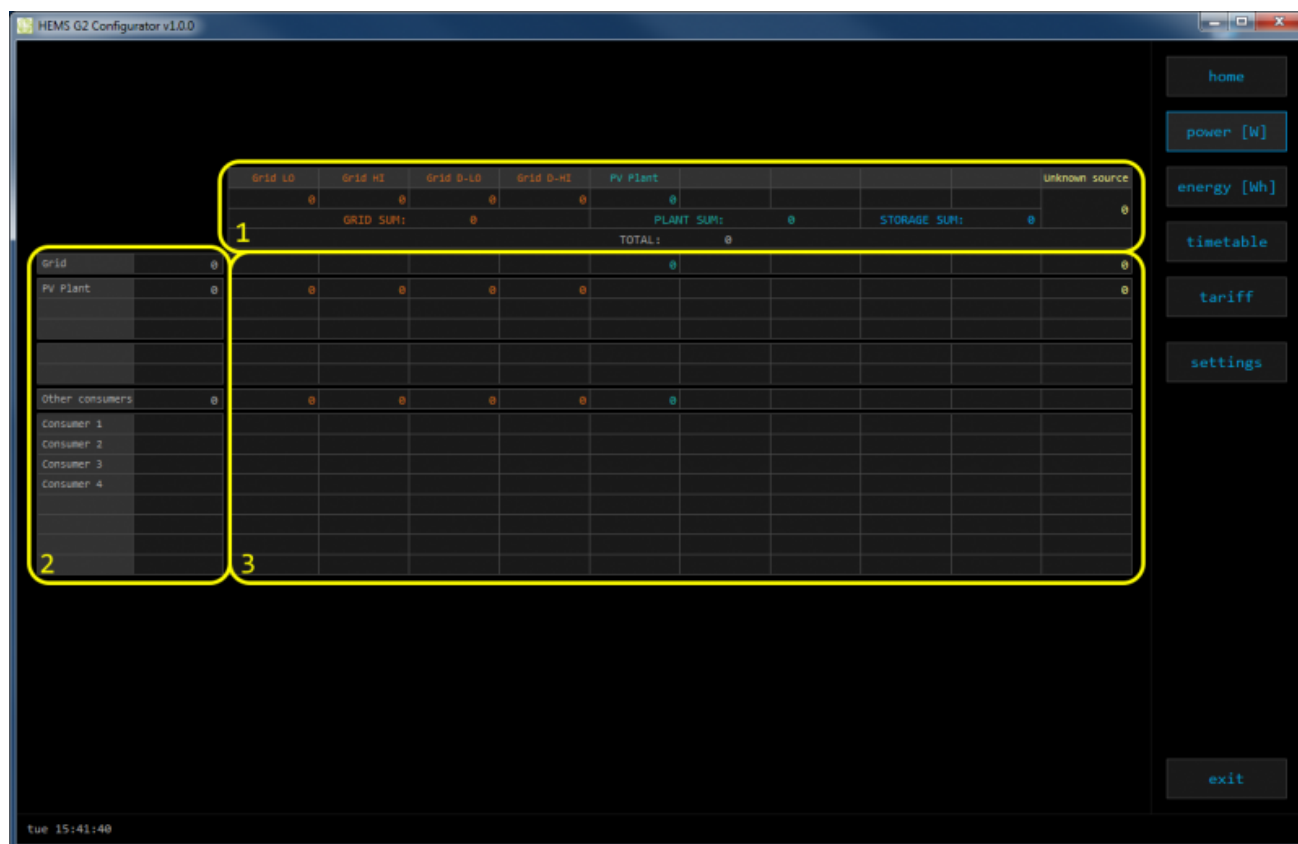 HEMS G2 Configurator v1.0.0
home
power [W]
Grid LO Grid HI Grid D-LO Grid D-HI PV Plant Unknown source
energy [Wh]
0 0 0 0 0 0
GRID SUM: 0 PLANT SUM: 0 STORAGE SUM: 0
1
TOTAL: 0
timetable
Grid 0 0 0
PV Plant 0 0 0 0 0 0
tariff
settings
Other consumers 0 0 0 0 0 0
Consumer 1
Consumer 2
Consumer 3
Consumer 4
2 3
exit
tue 15:41:40